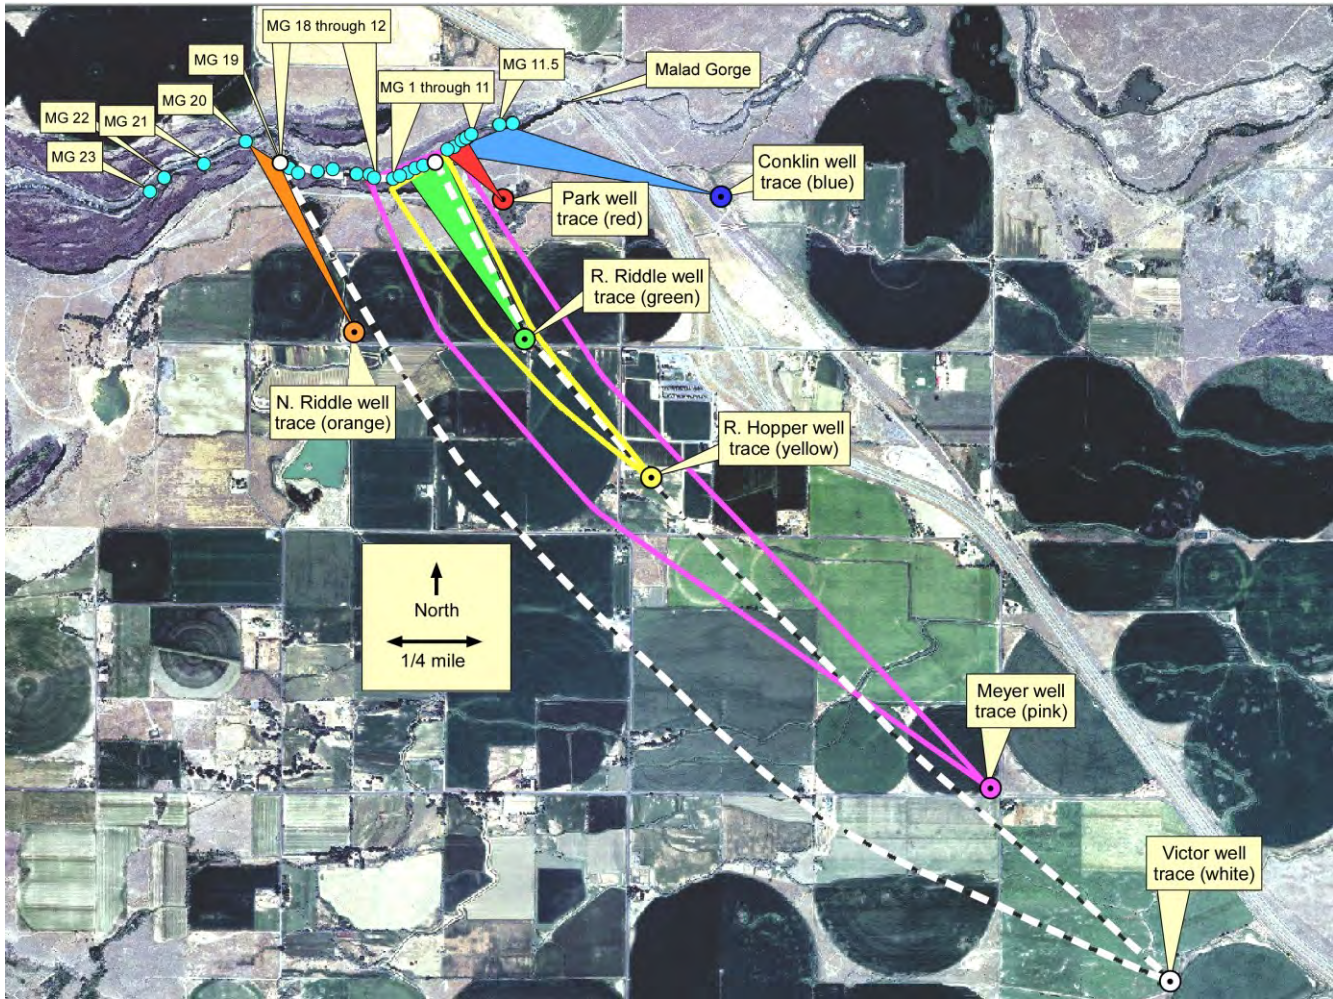 MG 18 through 12
MG 19
MG 11.5
Malad Gorge
MG 1 through 11
MG 20
MG 22
MG 21
MG 23
Conklin well
trace (blue)
Park well
trace (red)
R. Riddle well
trace (green)
N. Riddle well
trace (orange)
R. Hopper well
trace (yellow)
North
1/4 mile
Meyer well
trace (pink)
Victor well
trace (white)